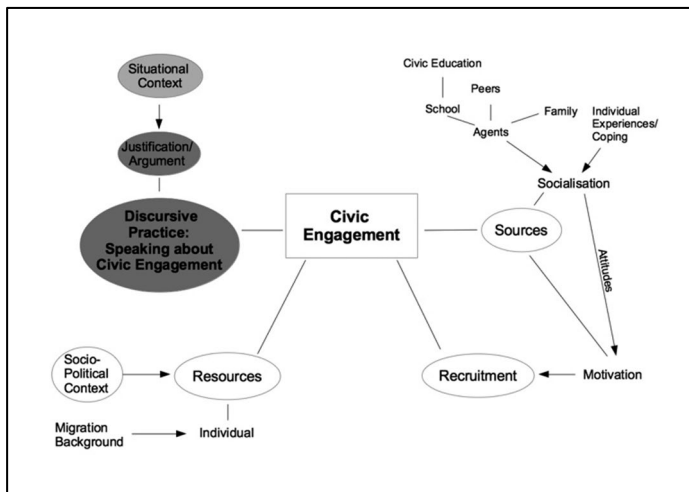 Situational
Context
Justification/
Argument
Discursive
Practice:
Speaking about
Civic Engagement
Civic
Engagement
Civic Education
Peers
School
Family
Agents
Individual
Experiences/
Coping
Socialisation
Sources
Attitudes
Motivation
Recruitment
Socio-
Political
Context
Resources
Migration
Background
Individual